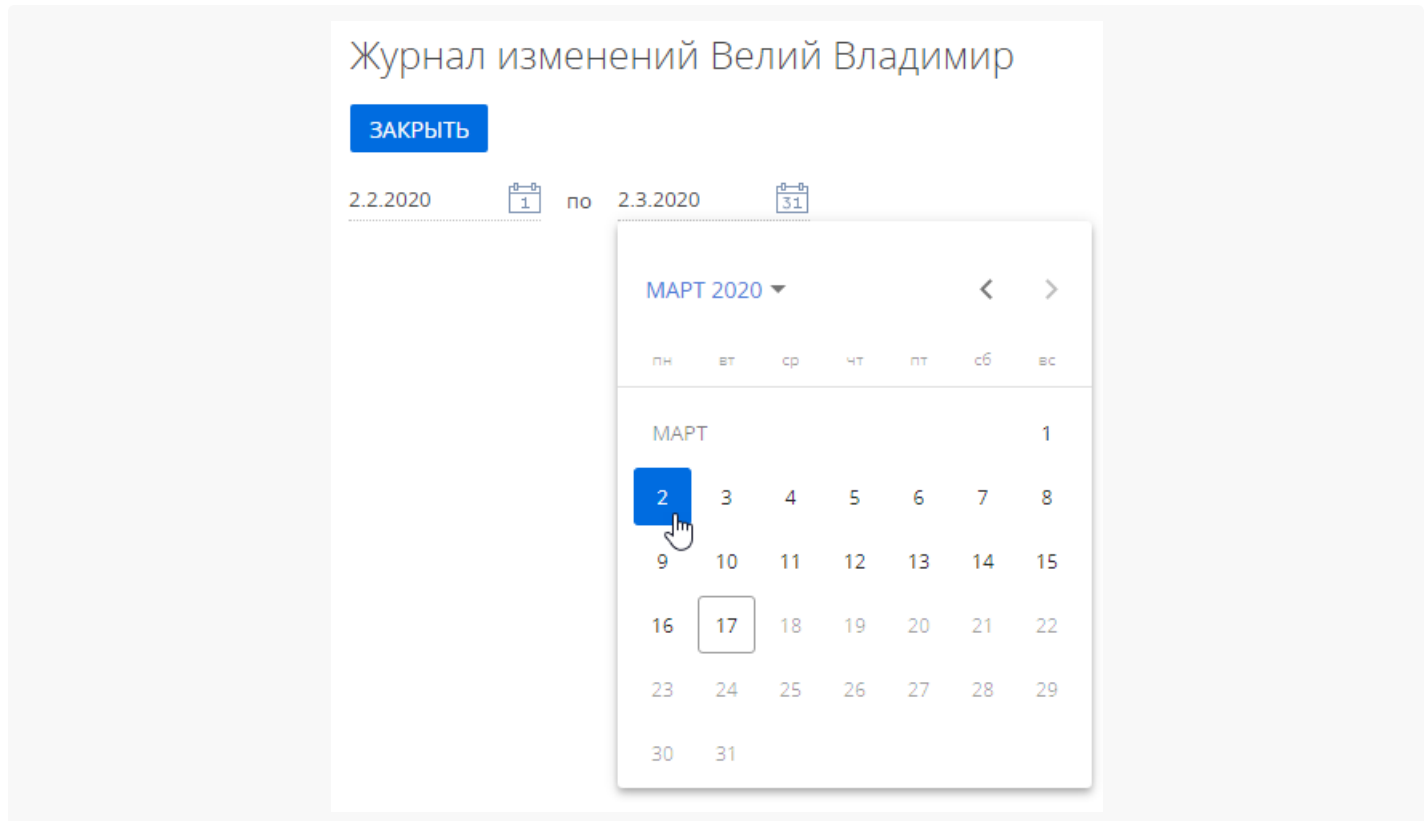 Журнал изменений Велий Владимир
ЗАКРЫТЬ
2.2.2020 1 по 2.3.2020 31
МАРТ 2020
пн вт ср чт пт сб вс
МАРТ 1
2 3 4 5 6 7 8
9 10 11 12 13 14 15
16 17 18 19 20 21 22
23 24 25 26 27 28 29
30 31